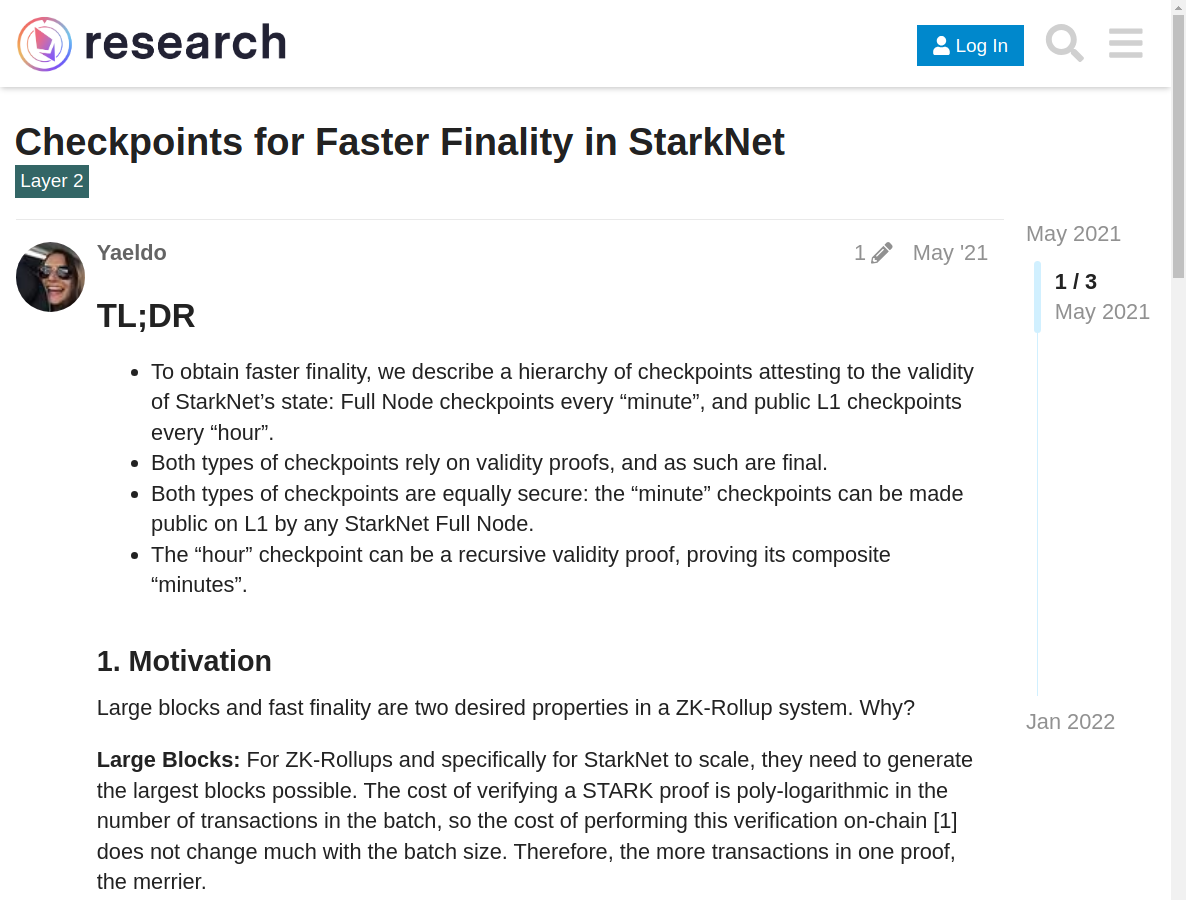 research
Log In
Checkpoints for Faster Finality in StarkNet
Layer 2
Yaeldo
1
May '21
May 2021
1 / 3
May 2021
TL;DR
To obtain faster finality, we describe a hierarchy of checkpoints attesting to the validity
of StarkNet’s state: Full Node checkpoints every “minute”, and public L1 checkpoints
every “hour”.
Both types of checkpoints rely on validity proofs, and as such are final.
Both types of checkpoints are equally secure: the “minute” checkpoints can be made
public on L1 by any StarkNet Full Node.
The “hour” checkpoint can be a recursive validity proof, proving its composite
“minutes”.
1. Motivation
Large blocks and fast finality are two desired properties in a ZK-Rollup system. Why?
Jan 2022
Large Blocks: For ZK-Rollups and specifically for StarkNet to scale, they need to generate
the largest blocks possible. The cost of verifying a STARK proof is poly-logarithmic in the
number of transactions in the batch, so the cost of performing this verification on-chain [1]
does not change much with the batch size. Therefore, the more transactions in one proof,
the merrier.